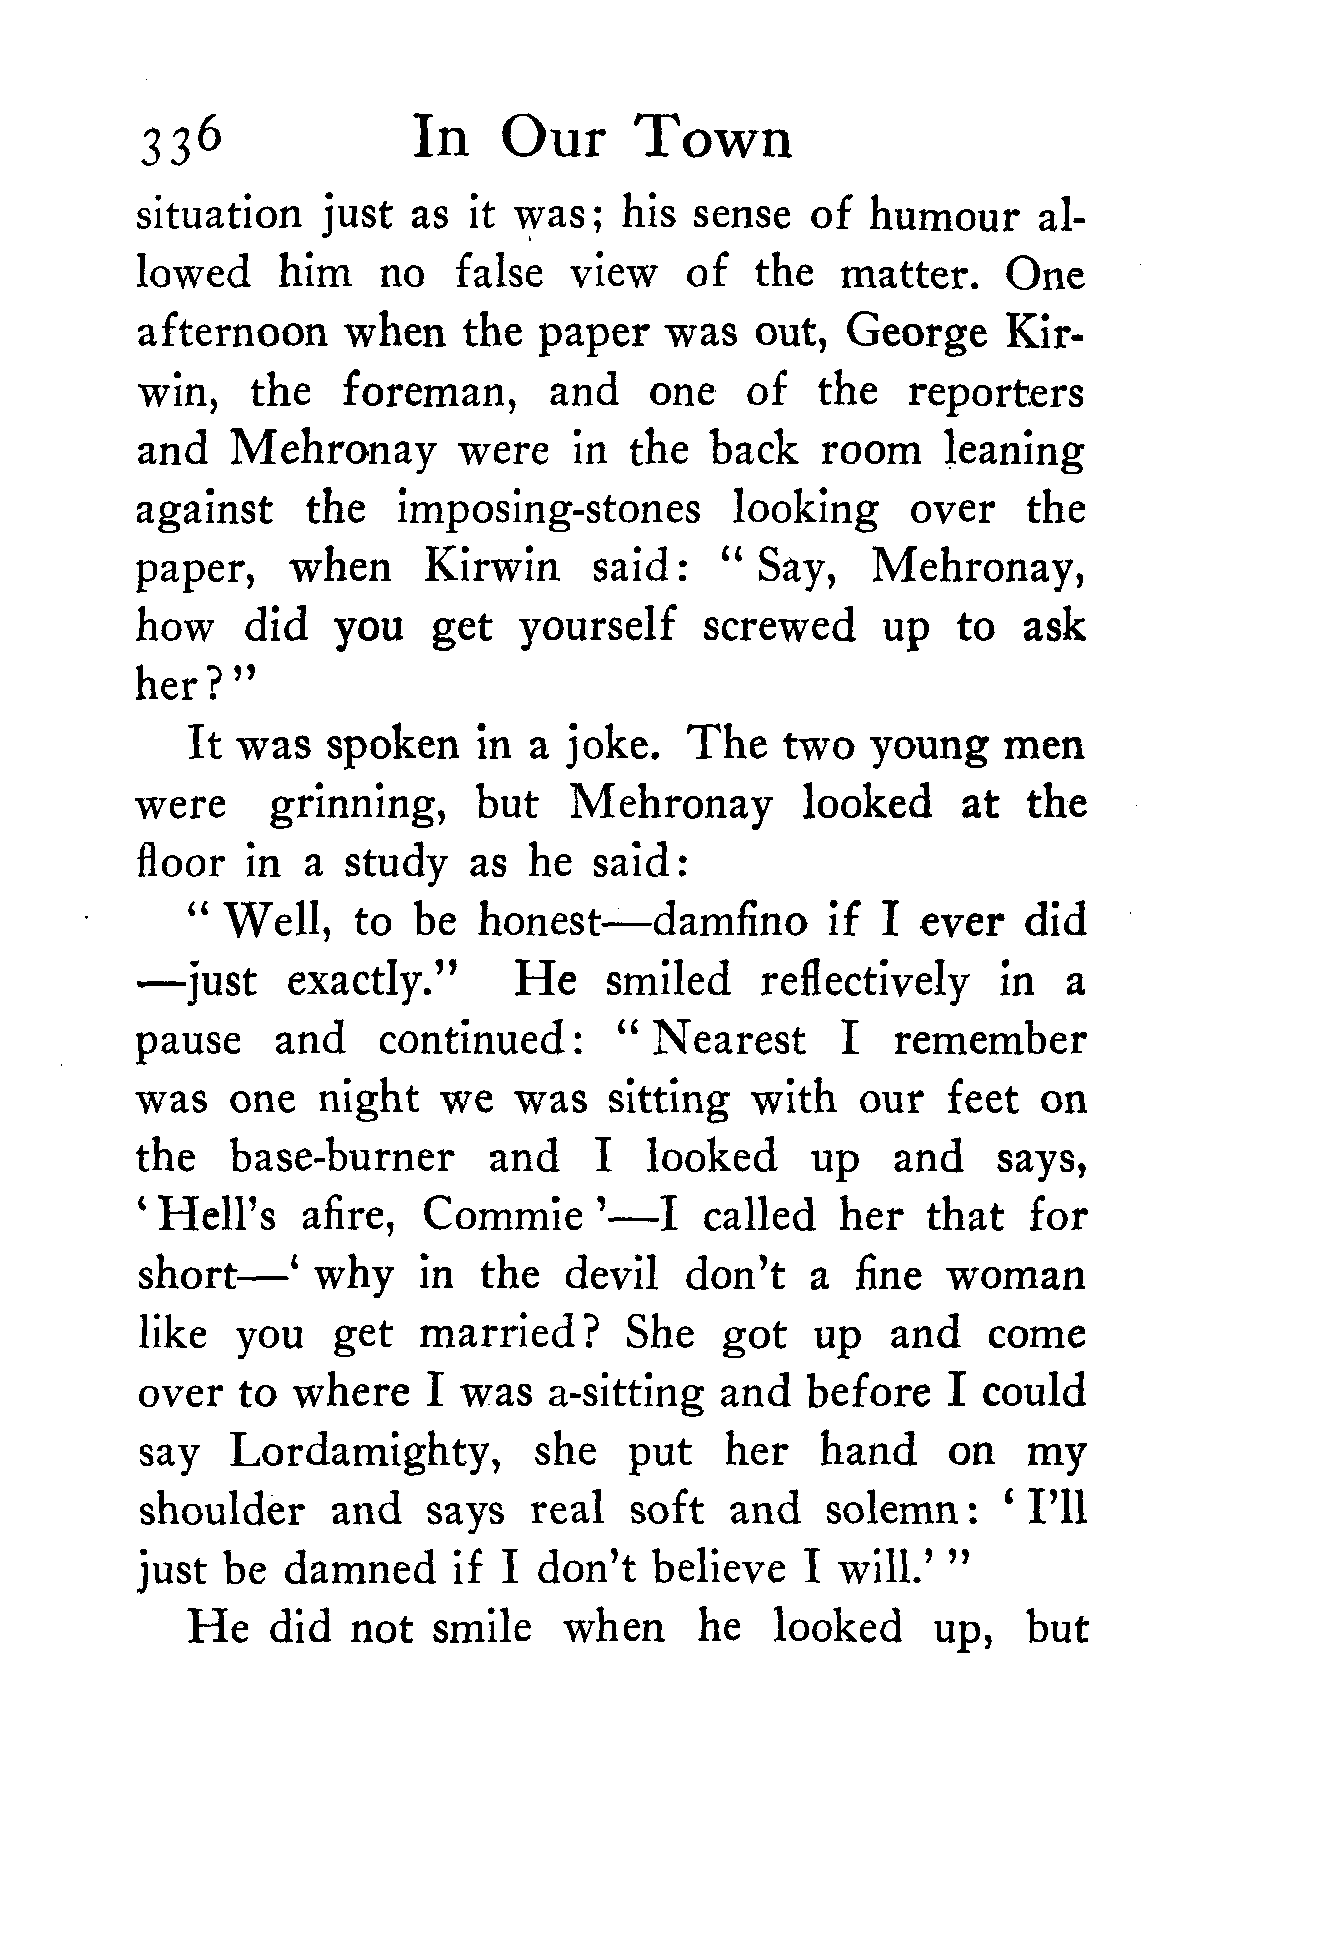 336 In Our Town
situation just as it was; his sense of humour al-
lowed him no false view of the matter. One
afternoon when the paper was out, George Kir-
win, the foreman, and one of the reporters
and Mehronay were in the back room leaning
against the imposing-stones looking over the
paper, when Kirwin said: “ Say, Mehronay,
how did you get yourself screwed up to ask
her? ”
It was spoken in a joke. The two young men
were grinning, but Mehronay looked at the
floor in a study as he said:
“ Well, to be honest—damfino if I ever did
—just exactly.” He smiled reflectively in a
pause and continued: “ Nearest I remember
was one night we was sitting with our feet on
the base-burner and I looked up and says,
‘ Hell’s afire, Commie ’—I called her that for
short—‘ why in the devil don’t a fine woman
like you get married? She got up and come
over to where I was a-sitting and before I could
say Lordamighty, she put her hand on my
shoulder and says real soft and solemn: ‘ I’ll
just be damned if I don’t believe I will.’ ”
He did not smile when he looked up, but